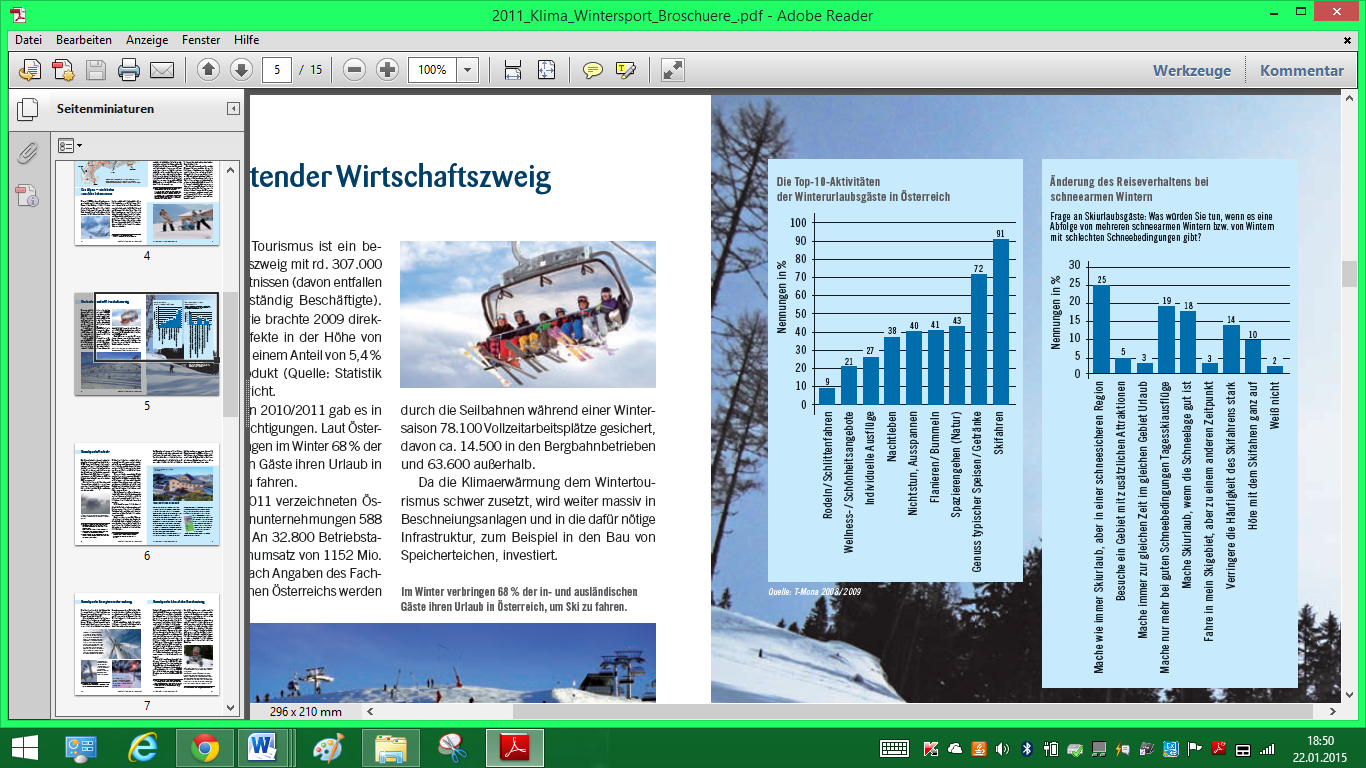 2011_Klima_Wintersport_Broschuere_.pdf - Adobe Reader
Datei Bearbeiten Anzeige Fenster Hilfe
5 / 15 100% Werkzeuge Kommentar
Seitenminiaturen
4
5
6
7
tender Wirtschaftszweig
Tourismus ist ein be-
szweig mit rd. 307.000
tnissen (davon entfallen
ständig Beschäftigte).
ie brachte 2009 direk-
fekte in der Höhe von
einem Anteil von 5,4 %
dukt (Quelle: Statistik
icht.
n 2010/2011 gab es in
chtigungen. Laut Öster-
ngen im Winter 68 % der
n Gäste ihren Urlaub in
u fahren.
011 verzeichneten Ös-
nunternehmungen 588
An 32.800 Betriebsta-
numsatz von 1152 Mio.
ach Angaben des Fach-
nen Österreichs werden
durch die Seilbahnen während einer Winter-
saison 78.100 Vollzeitarbeitsplätze gesichert,
davon ca. 14.500 in den Bergbahnbetrieben
und 63.600 außerhalb.
Da die Klimaerwärmung dem Wintertou-
rismus schwer zusetzt, wird weiter massiv in
Beschneiungsanlagen und in die dafür nötige
Infrastruktur, zum Beispiel in den Bau von
Speicherteichen, investiert.
Im Winter verbringen 68 % der in- und ausländischen
Gäste ihren Urlaub in Österreich, um Ski zu fahren.
Die Top-10-Aktivitäten
der Winterurlaubsgäste in Österreich
Nennungen in %
100
90
80
70
60
50
40
30
20
10
0
9
21
27
38
40
41
43
72
91
Rodeln/Schlittenfahren
Wellness-/Schönheitsangebote
Individuelle Ausflüge
Nachtleben
Nichtstun, Ausspannen
Flanieren/Bummeln
Spazierengehen (Natur)
Genuss typischer Speisen/Getränke
Skifahren
Quelle: T-Mona 2008/2009
Änderung des Reiseverhaltens bei
schneearmen Wintern
Frage an Skiurlaubsgäste: Was würden Sie tun, wenn es eine
Abfolge von mehreren schneearmen Wintern bzw. von Wintern
mit schlechten Schneebedingungen gibt?
Nennungen in %
30
25
20
15
10
5
0
25
5
3
19
18
3
14
10
2
Mache wie immer Skiurlaub, aber in einer schneesicheren Region
Besuche ein Gebiet mit zusätzlichen Attraktionen
Mache immer zur gleichen Zeit im gleichen Gebiet Urlaub
Mache nur mehr bei guten Schneebedingungen Tagesskiausflüge
Mache Skiurlaub, wenn die Schneelage gut ist
Fahre in mein Skigebiet, aber zu einem anderen Zeitpunkt
Verringere die Häufigkeit des Skifahrens stark
Höre mit dem Skifahren ganz auf
Weiß nicht
296 x 210 mm
18:50
22.01.2015